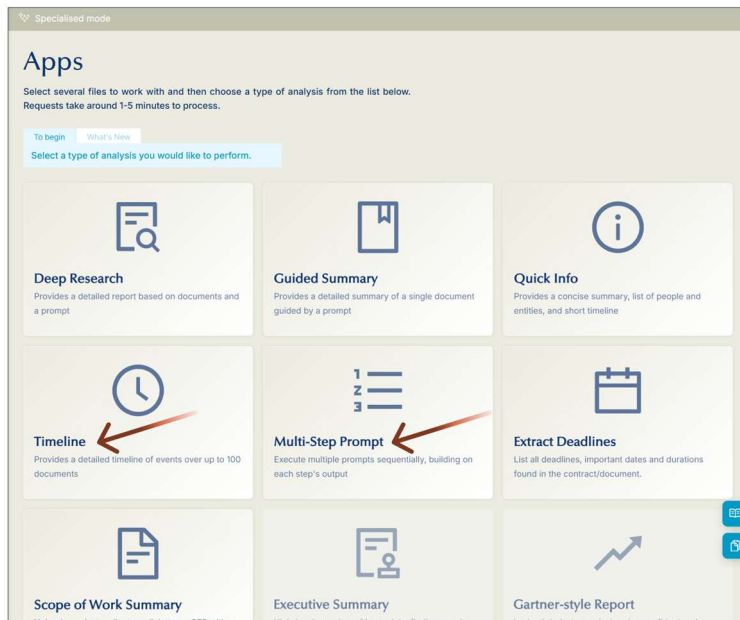 Specialised mode
Apps
Select several files to work with and then choose a type of analysis from the list below.
Requests take around 1-5 minutes to process.
To begin What's New
Select a type of analysis you would like to perform.
Deep Research
Provides a detailed report based on documents and
a prompt
Guided Summary
Provides a detailed summary of a single document
guided by a prompt
Quick Info
Provides a concise summary, list of people and
entities, and short timeline
Timeline
Provides a detailed timeline of events over up to 100
documents
1
2
3
Multi-Step Prompt
Execute multiple prompts sequentially, building on
each step's output
Extract Deadlines
List all deadlines, important dates and durations
found in the contract/document.
Scope of Work Summary
Executive Summary
Gartner-style Report